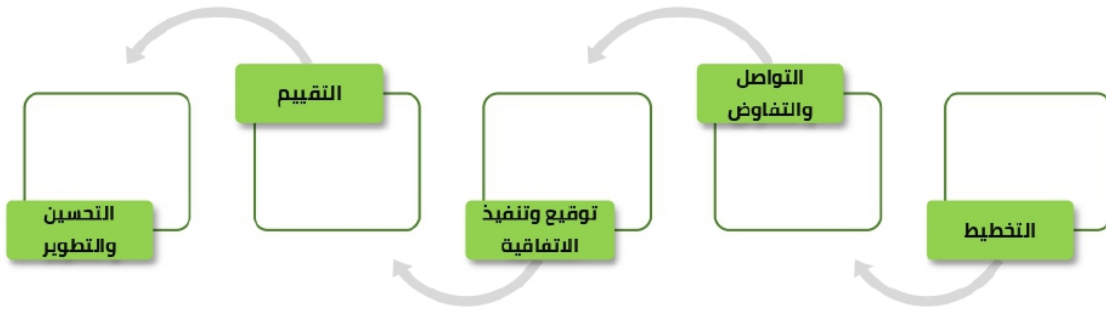 التخطيط
التواصل
والتفاوض
توقيع وتنفيذ
الاتفاقية
التقييم
التحسين
والتطوير